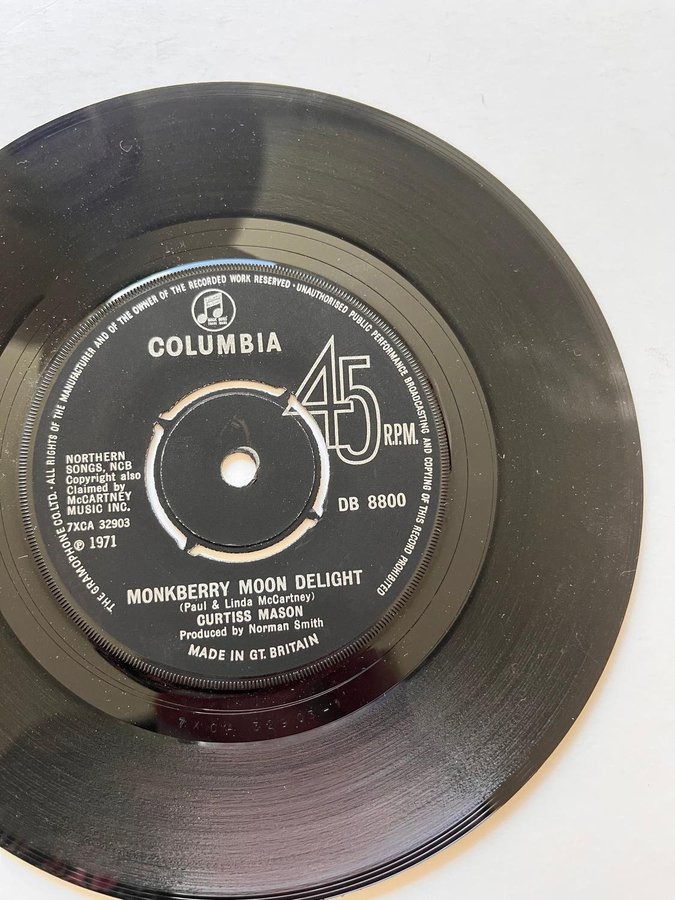 THE GRAMOPHONE CO. LTD. · ALL RIGHTS OF THE MANUFACTURER AND OF THE OWNER OF THE RECORDED WORK RESERVED · UNAUTHORISED PUBLIC PERFORMANCE BROADCASTING AND COPYING OF THIS RECORD PROHIBITED
COLUMBIA
45 R.P.M.
NORTHERN
SONGS, NCB
Copyright also
Claimed by
McCARTNEY
MUSIC INC.
7XCA 32903
Ⓟ 1971
DB 8800
MONKBERRY MOON DELIGHT
(Paul & Linda McCartney)
CURTISS MASON
Produced by Norman Smith
MADE IN GT. BRITAIN